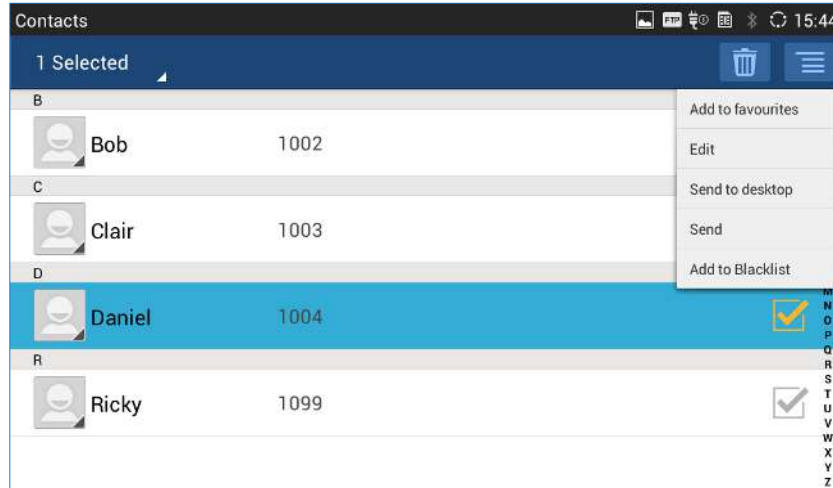 Contacts FTP 15:44
1 Selected
B
Add to favourites
Bob 1002
Edit
C
Send to desktop
Clair 1003
Send
D
Add to Blacklist
Daniel 1004
R
Ricky 1099
M
N
O
P
Q
R
S
T
U
V
W
X
Y
Z